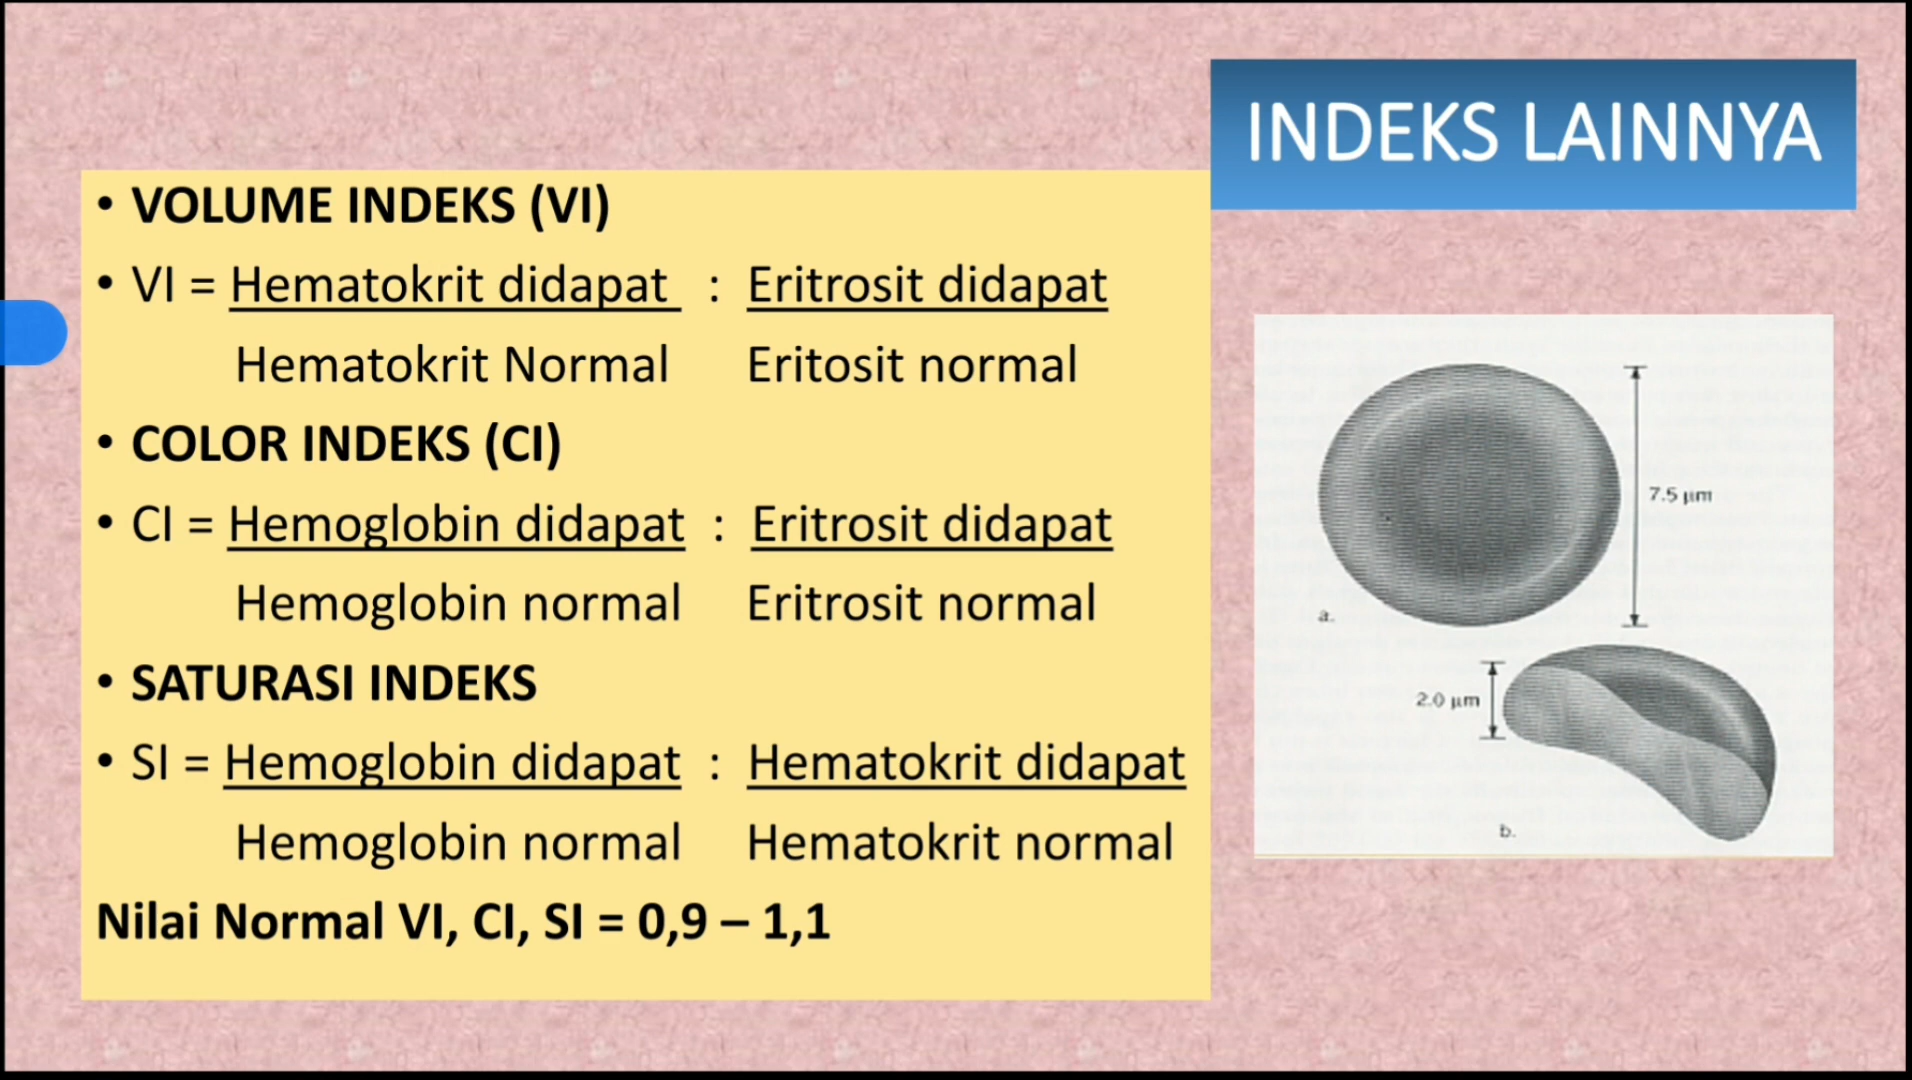 INDEKS LAINNYA
• VOLUME INDEKS (VI)
• VI = Hematokrit didapat : Eritrosit didapat
Hematokrit Normal Eritosit normal
• COLOR INDEKS (CI)
• CI = Hemoglobin didapat : Eritrosit didapat
Hemoglobin normal Eritrosit normal
• SATURASI INDEKS
• SI = Hemoglobin didapat : Hematokrit didapat
Hemoglobin normal Hematokrit normal
Nilai Normal VI, CI, SI = 0,9 – 1,1
7.5 µm
a.
2.0 µm
b.